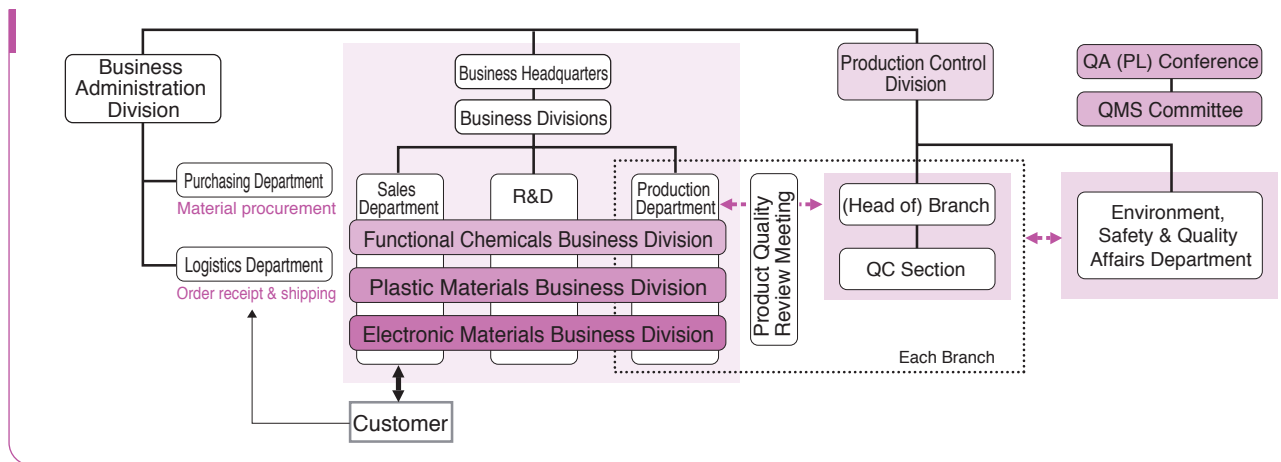 Business
Administration
Division
Purchasing Department
Material procurement
Logistics Department
Order receipt & shipping
Business Headquarters
Business Divisions
Sales
Department
R&D
Production
Department
Functional Chemicals Business Division
Plastic Materials Business Division
Electronic Materials Business Division
Customer
Product Quality
Review Meeting
Production Control
Division
(Head of) Branch
QC Section
Each Branch
QA (PL) Conference
QMS Committee
Environment,
Safety & Quality
Affairs Department